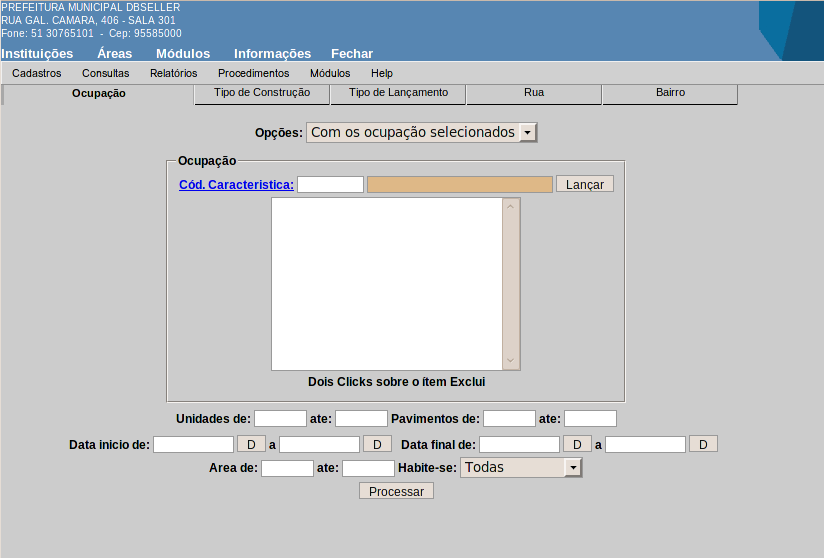 PREFEITURA MUNICIPAL DBSELLER
RUA GAL. CAMARA, 406 - SALA 301
Fone: 51 30765101 - Cep: 95585000
Instituições Áreas Módulos Informações Fechar
Cadastros Consultas Relatórios Procedimentos Módulos Help
Ocupação Tipo de Construção Tipo de Lançamento Rua Bairro
Opções: Com os ocupação selecionados
Ocupação
Cód. Caracteristica: Lançar
Dois Clicks sobre o ítem Exclui
Unidades de: ate: Pavimentos de: ate:
Data inicio de: D a D Data final de: D a D
Area de: ate: Habite-se: Todas
Processar